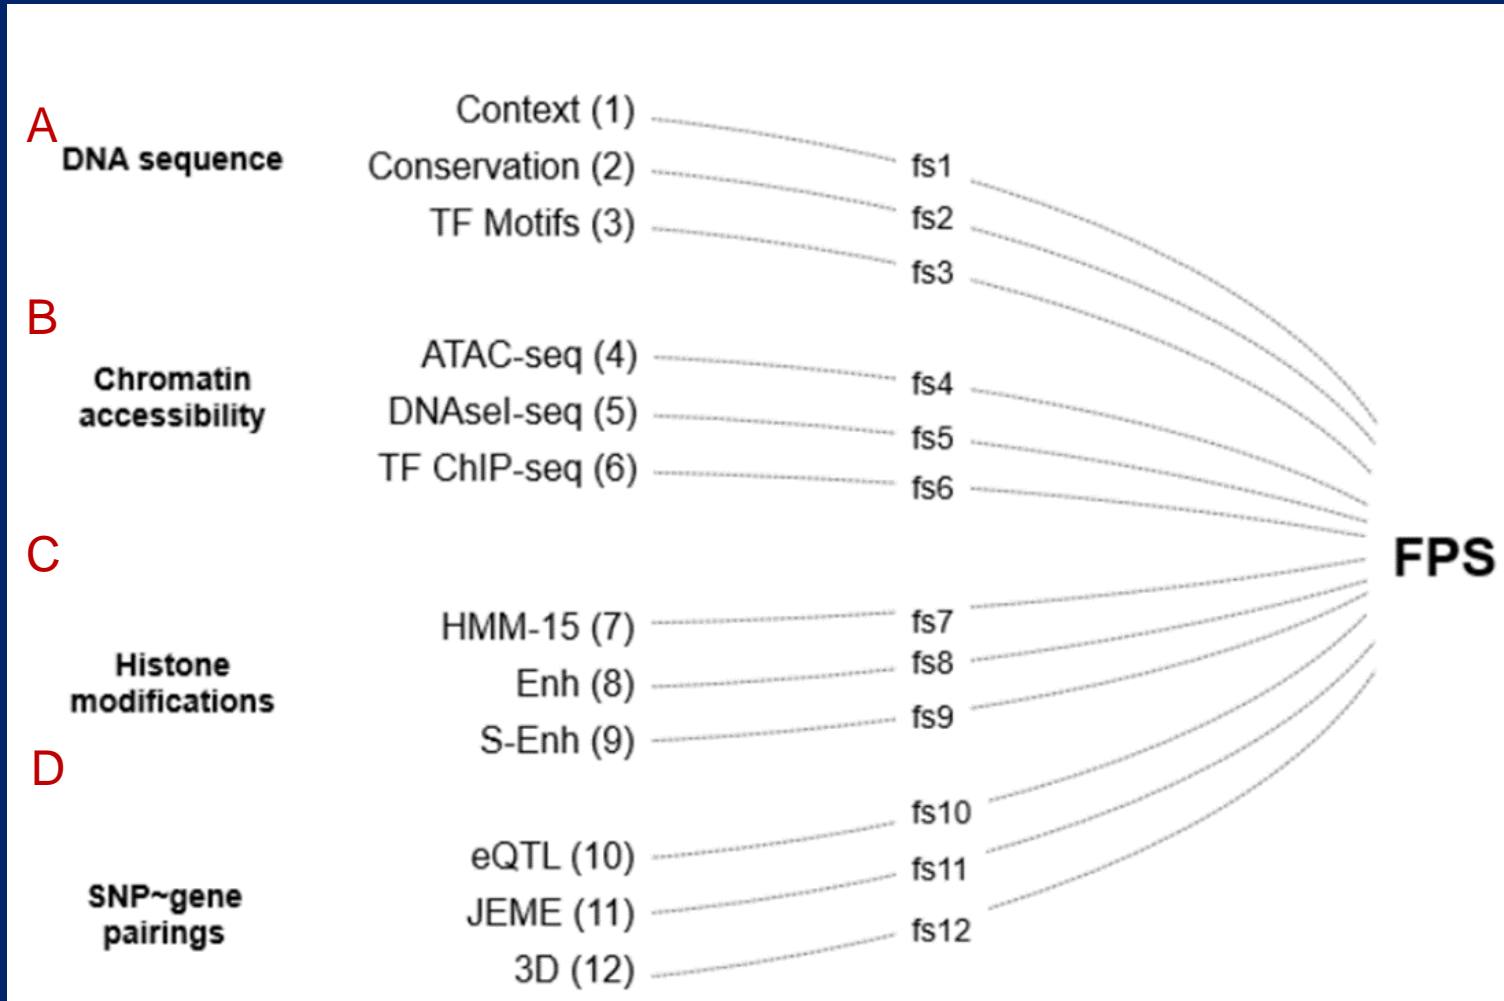 A
DNA sequence
Context (1)
Conservation (2)
TF Motifs (3)
fs1
fs2
fs3
B
Chromatin
accessibility
ATAC-seq (4)
DNAseI-seq (5)
TF ChIP-seq (6)
fs4
fs5
fs6
C
Histone
modifications
HMM-15 (7)
Enh (8)
S-Enh (9)
fs7
fs8
fs9
D
SNP~gene
pairings
eQTL (10)
JEME (11)
3D (12)
fs10
fs11
fs12
FPS